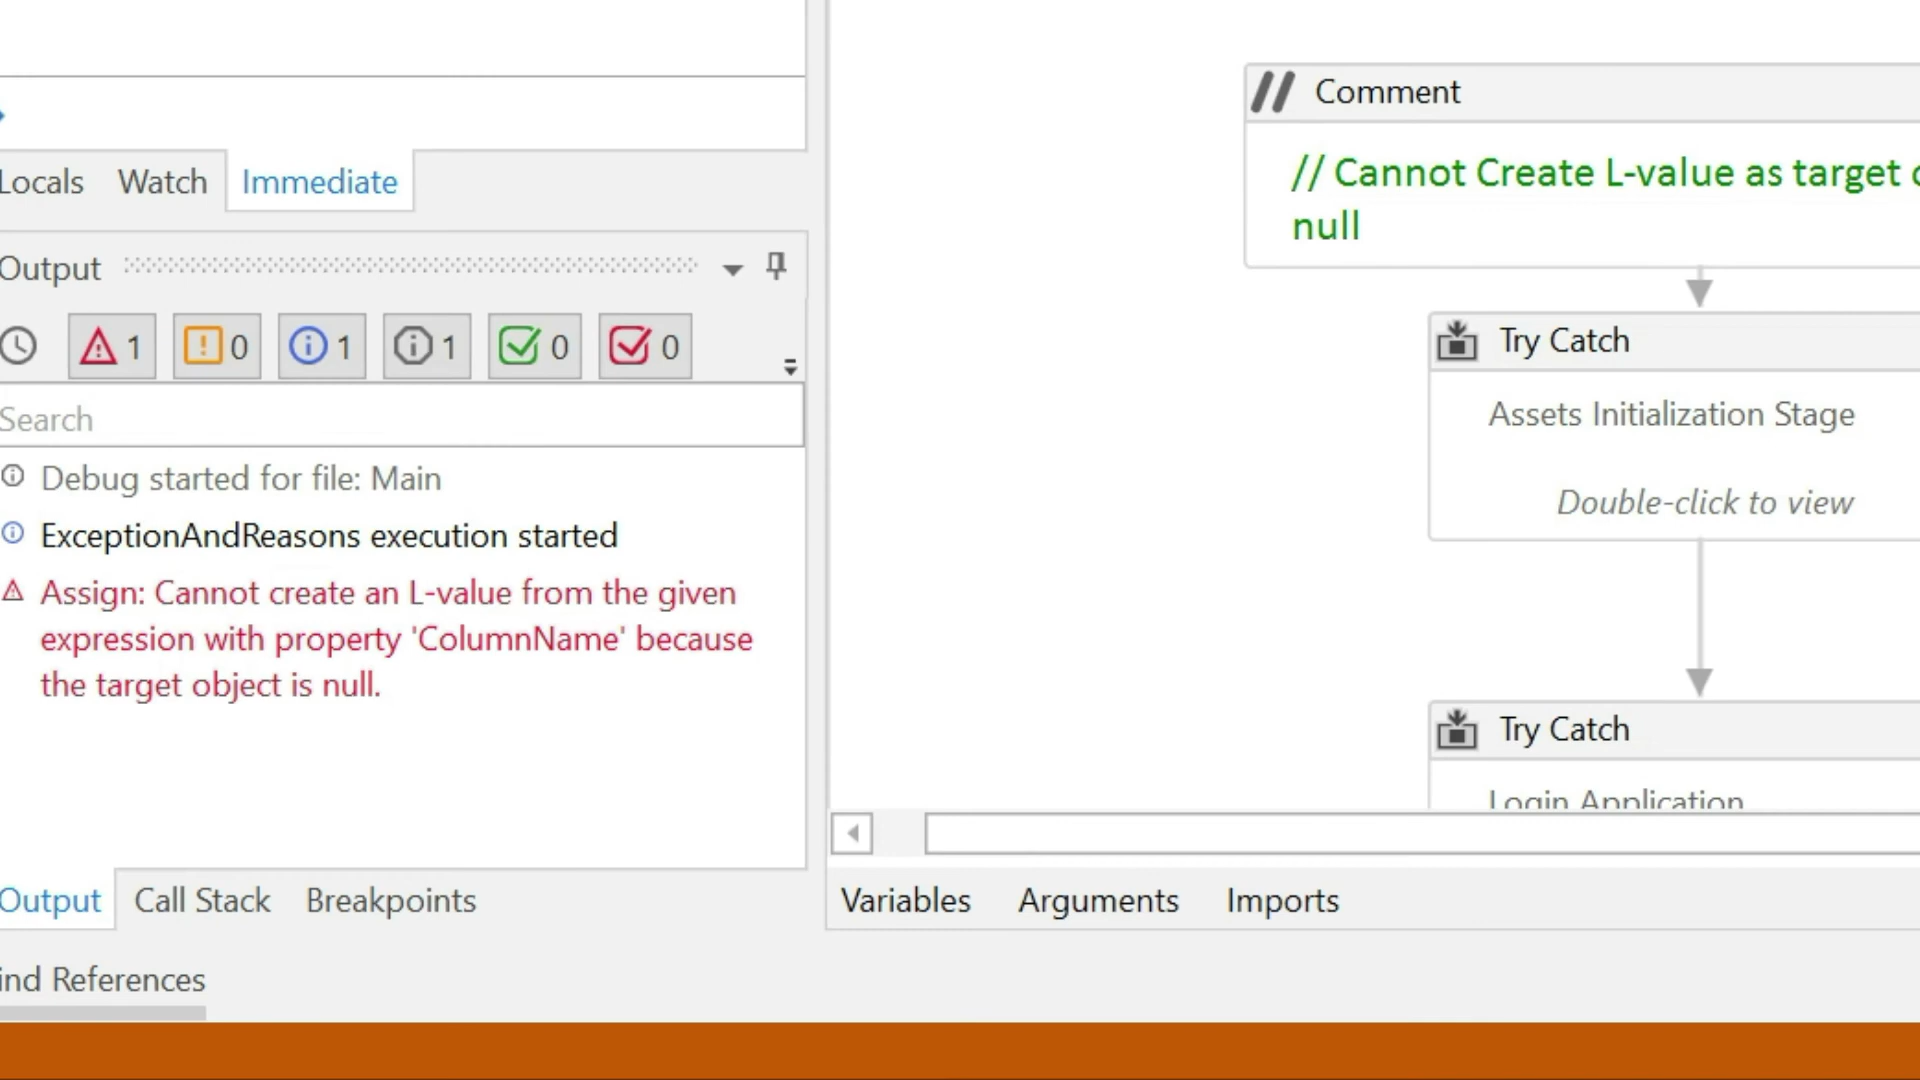 Locals Watch Immediate
Output
1 0 1 1 0 0
Search
Debug started for file: Main
ExceptionAndReasons execution started
Assign: Cannot create an L-value from the given
expression with property 'ColumnName' because
the target object is null.
Output Call Stack Breakpoints
ind References
// Comment
// Cannot Create L-value as target
null
Try Catch
Assets Initialization Stage
Double-click to view
Try Catch
Login Application
Variables Arguments Imports